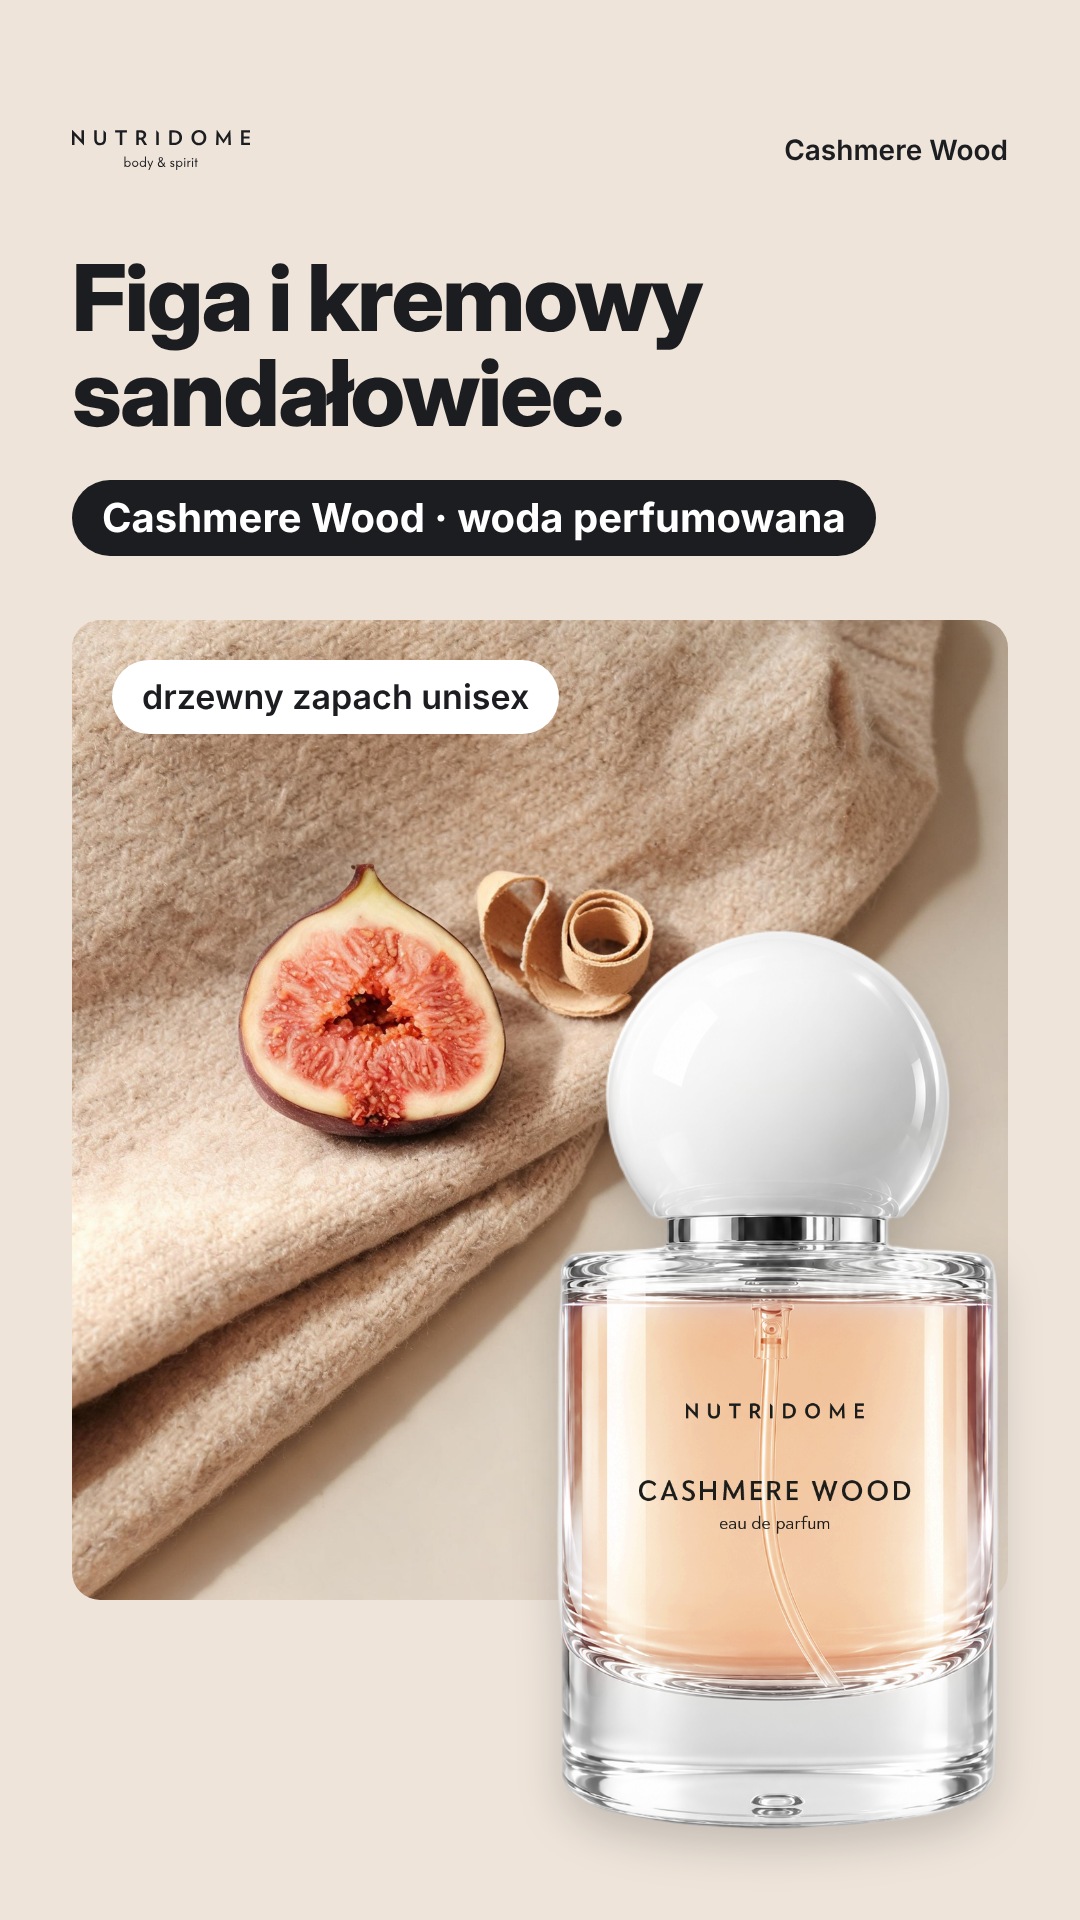 NUTRIDOME
body & spirit
Cashmere Wood
Figa i kremowy
sandałowiec.
Cashmere Wood · woda perfumowana
drzewny zapach unisex
NUTRIDOME
CASHMERE WOOD
eau de parfum